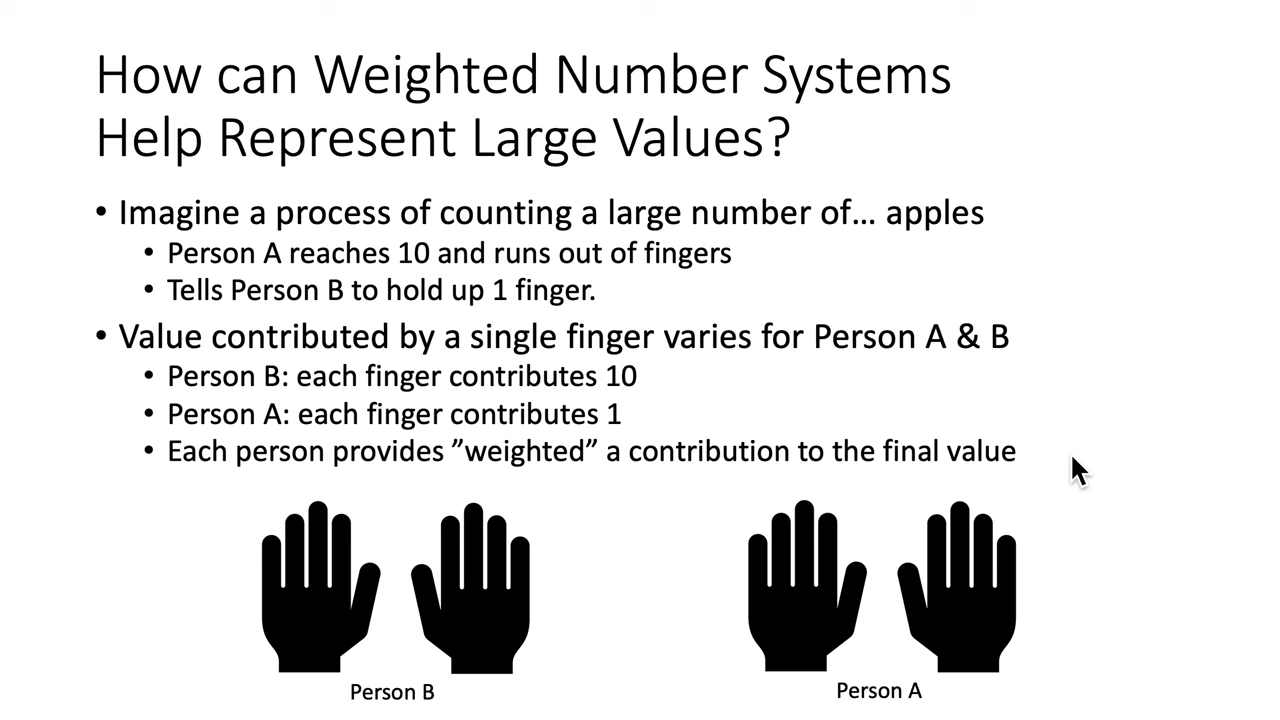 How can Weighted Number Systems
Help Represent Large Values?
• Imagine a process of counting a large number of... apples
• Person A reaches 10 and runs out of fingers
• Tells Person B to hold up 1 finger.
• Value contributed by a single finger varies for Person A & B
• Person B: each finger contributes 10
• Person A: each finger contributes 1
• Each person provides ”weighted” a contribution to the final value
Person B
Person A